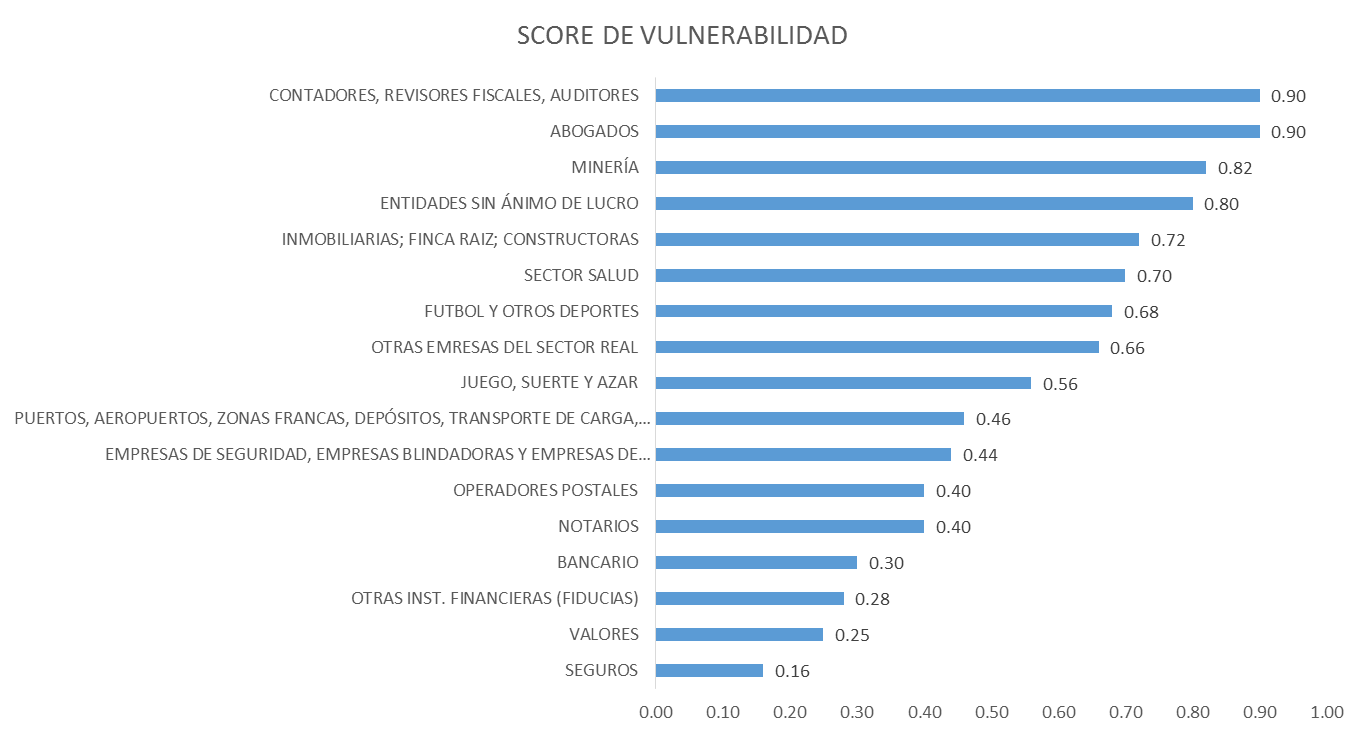 SCORE DE VULNERABILIDAD
CONTADORES, REVISORES FISCALES, AUDITORES 0.90
ABOGADOS 0.90
MINERÍA 0.82
ENTIDADES SIN ÁNIMO DE LUCRO 0.80
INMOBILIARIAS; FINCA RAIZ; CONSTRUCTORAS 0.72
SECTOR SALUD 0.70
FUTBOL Y OTROS DEPORTES 0.68
OTRAS EMRESAS DEL SECTOR REAL 0.66
JUEGO, SUERTE Y AZAR 0.56
PUERTOS, AEROPUERTOS, ZONAS FRANCAS, DEPÓSITOS, TRANSPORTE DE CARGA,... 0.46
EMPRESAS DE SEGURIDAD, EMPRESAS BLINDADORAS Y EMPRESAS DE... 0.44
OPERADORES POSTALES 0.40
NOTARIOS 0.40
BANCARIO 0.30
OTRAS INST. FINANCIERAS (FIDUCIAS) 0.28
VALORES 0.25
SEGUROS 0.16
0.00 0.10 0.20 0.30 0.40 0.50 0.60 0.70 0.80 0.90 1.00